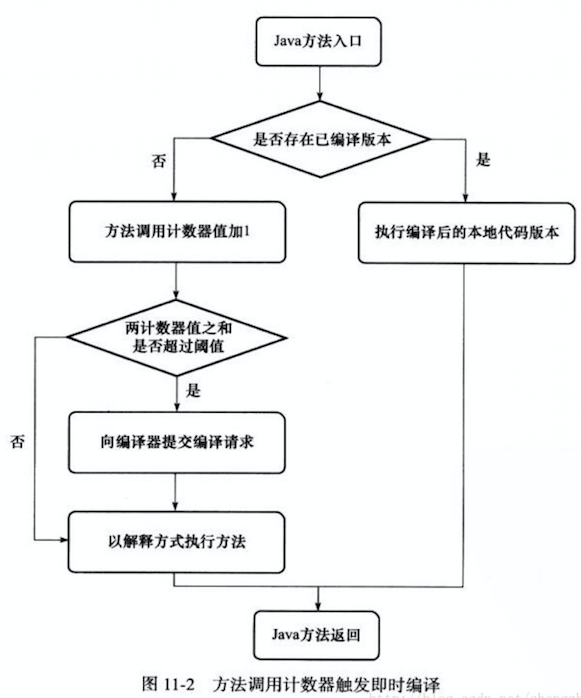 Java方法入口
是否存在已编译版本
否
是
方法调用计数器值加1
执行编译后的本地代码版本
两计数器值之和
是否超过阈值
是
否
向编译器提交编译请求
以解释方式执行方法
Java方法返回
图 11-2 方法调用计数器触发即时编译